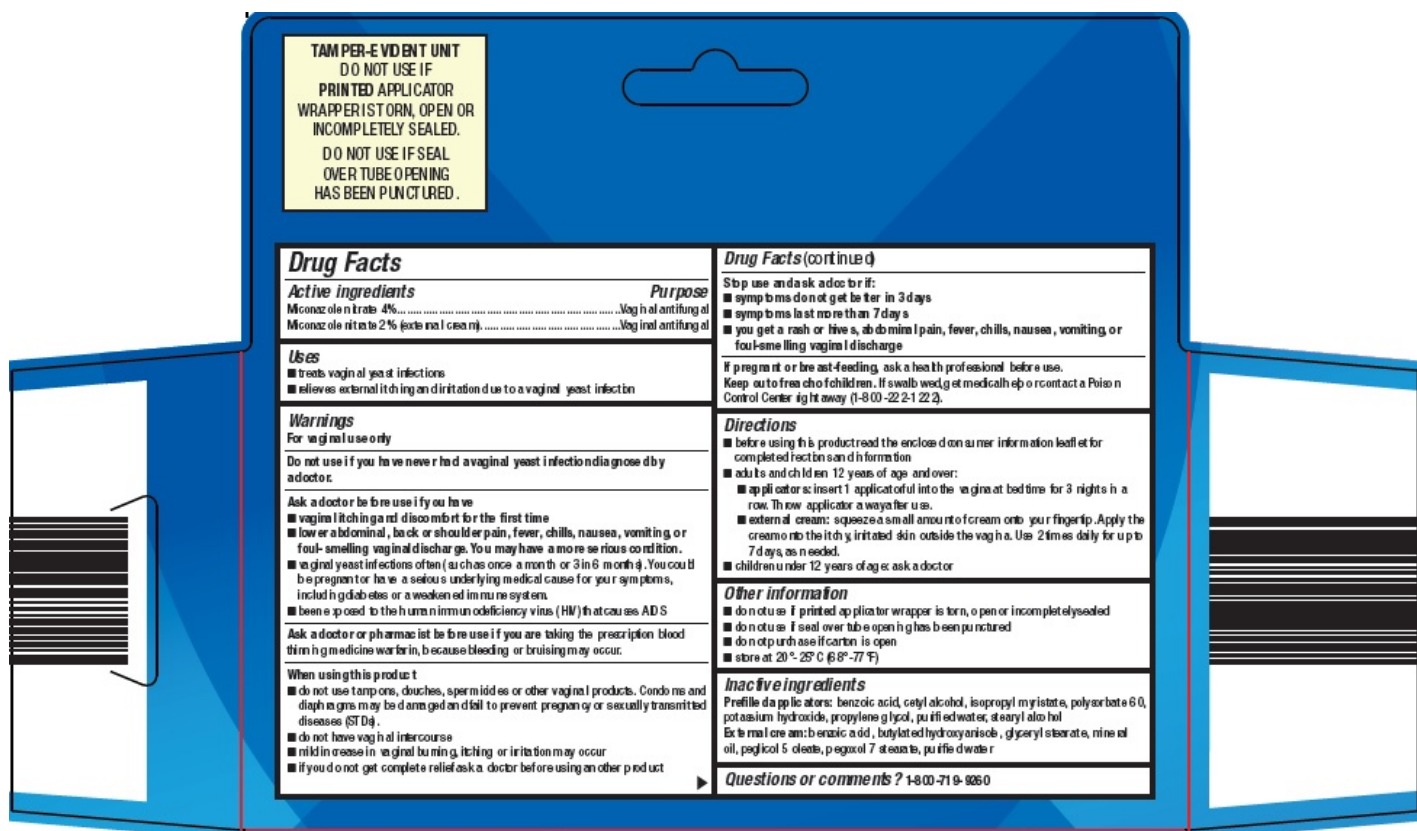 TAMPER-EVIDENT UNIT
DO NOT USE IF
PRINTED APPLICATOR
WRAPPER IS TORN, OPEN OR
INCOMPLETELY SEALED.
DO NOT USE IF SEAL
OVER TUBE OPENING
HAS BEEN PUNCTURED.
Drug Facts
Active ingredients Purpose
Miconazole nitrate 4%.....................................................................Vaginal antifungal
Miconazole nitrate 2% (external cream)...........................................Vaginal antifungal
Uses
■ treats vaginal yeast infections
■ relieves external itching and irritation due to a vaginal yeast infection
Warnings
For vaginal use only
Do not use if you have never had a vaginal yeast infection diagnosed by
a doctor.
Ask a doctor before use if you have
■ vaginal itching and discomfort for the first time
■ lower abdominal, back or shoulder pain, fever, chills, nausea, vomiting, or
foul-smelling vaginal discharge. You may have a more serious condition.
■ vaginal yeast infections often (such as once a month or 3 in 6 months). You could
be pregnant or have a serious underlying medical cause for your symptoms,
including diabetes or a weakened immune system.
■ been exposed to the human immunodeficiency virus (HIV) that causes AIDS
Ask a doctor or pharmacist before use if you are taking the prescription blood
thinning medicine warfarin, because bleeding or bruising may occur.
When using this product
■ do not use tampons, douches, spermicides or other vaginal products. Condoms and
diaphragms may be damaged and fail to prevent pregnancy or sexually transmitted
diseases (STDs).
■ do not have vaginal intercourse
■ mild increase in vaginal burning, itching or irritation may occur
■ if you do not get complete relief ask a doctor before using another product
Drug Facts (continued)
Stop use and ask a doctor if:
■ symptoms do not get better in 3 days
■ symptoms last more than 7 days
■ you get a rash or hives, abdominal pain, fever, chills, nausea, vomiting, or
foul-smelling vaginal discharge
If pregnant or breast-feeding, ask a health professional before use.
Keep out of reach of children. If swallowed, get medical help or contact a Poison
Control Center right away (1-800-222-1222).
Directions
■ before using this product read the enclosed consumer information leaflet for
complete directions and information
■ adults and children 12 years of age and over:
■ applicators: insert 1 applicatorful into the vagina at bedtime for 3 nights in a
row. Throw applicator away after use.
■ external cream: squeeze a small amount of cream onto your fingertip. Apply the
cream onto the itchy, irritated skin outside the vagina. Use 2 times daily for up to
7 days, as needed.
■ children under 12 years of age: ask a doctor
Other information
■ do not use if printed applicator wrapper is torn, open or incompletely sealed
■ do not use if seal over tube opening has been punctured
■ do not purchase if carton is open
■ store at 20°-25°C (68°-77°F)
Inactive ingredients
Prefilled applicators: benzoic acid, cetyl alcohol, isopropyl myristate, polysorbate 60,
potassium hydroxide, propylene glycol, purified water, stearyl alcohol
External cream: benzoic acid, butylated hydroxyanisole, glyceryl stearate, mineral
oil, peglicol 5 oleate, pegoxol 7 stearate, purified water
Questions or comments? 1-800-719-9260